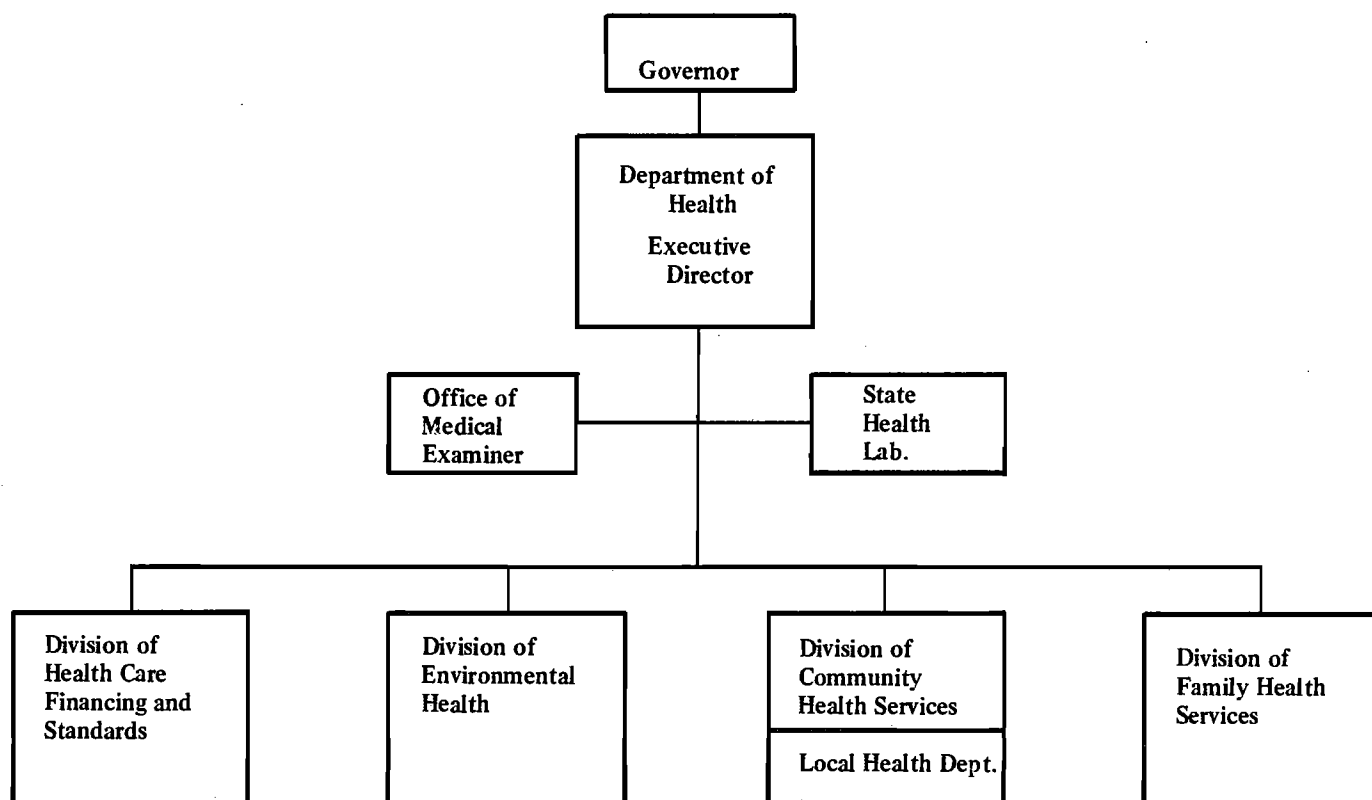 Governor
Department of
Health
Executive
Director
Office of
Medical
Examiner
State
Health
Lab.
Division of
Health Care
Financing and
Standards
Division of
Environmental
Health
Division of
Community
Health Services
Local Health Dept.
Division of
Family Health
Services